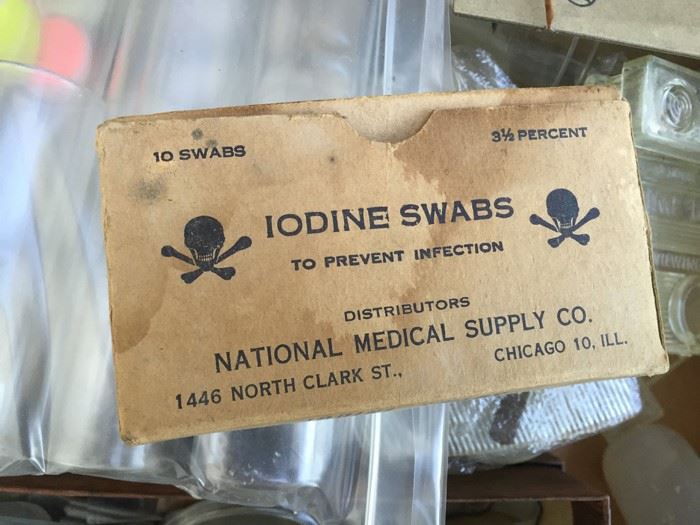 10 SWABS
3½ PERCENT
IODINE SWABS
TO PREVENT INFECTION
DISTRIBUTORS
NATIONAL MEDICAL SUPPLY CO.
1446 NORTH CLARK ST.,
CHICAGO 10, ILL.